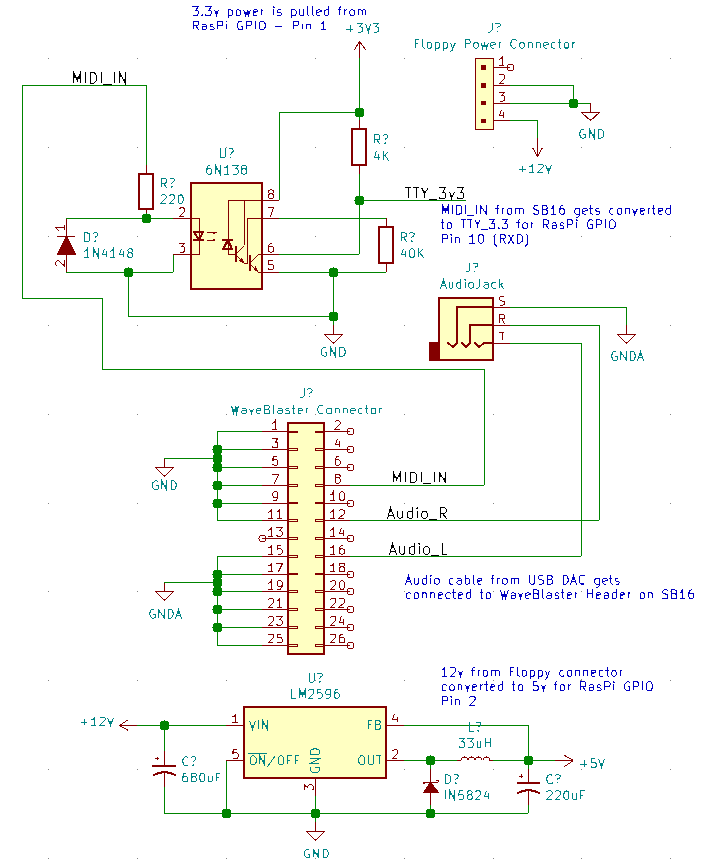 3.3v power is pulled from
RasPi GPIO - Pin 1
+3V3
J?
Floppy Power Connector
1
2
3
4
GND
+12V
MIDI_IN
R?
4K
U?
6N138
R?
220
8
7
6
5
2
3
D?
1N4148
1
2
TTY_3v3
MIDI_IN from SB16 gets converted
to TTY_3.3 for RasPi GPIO
Pin 10 (RXD)
R?
40K
GND
J?
AudioJack
S
R
T
GNDA
J?
WaveBlaster Connector
1 2
3 4
5 6
7 8
9 10
11 12
13 14
15 16
17 18
19 20
21 22
23 24
25 26
GND
GNDA
MIDI_IN
Audio_R
Audio_L
Audio cable from USB DAC gets
connected to WaveBlaster Header on SB16
12v from Floppy connector
converted to 5v for RasPi GPIO
Pin 2
U?
LM2596
+12V
1 VIN
FB 4
5 ON/OFF
OUT 2
GND
3
L?
33uH
+5V
C?
680uF
D?
IN5824
C?
220uF
GND